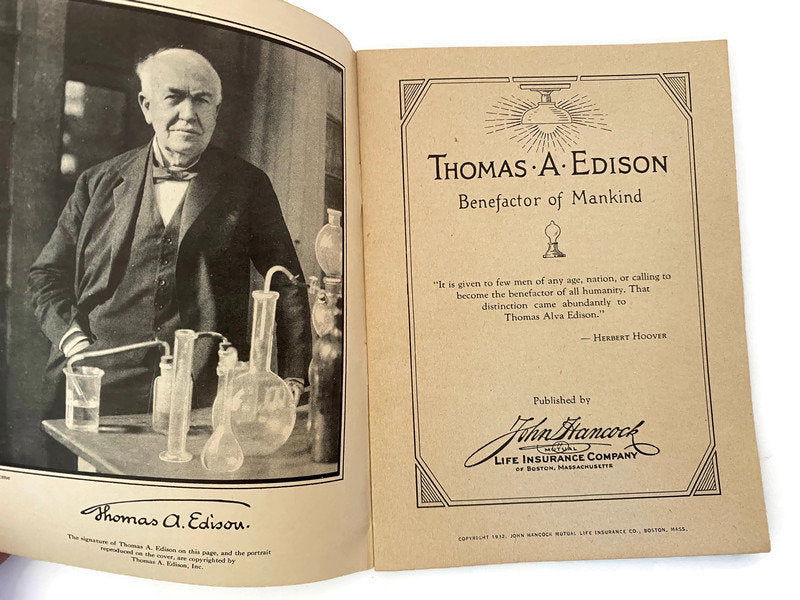 Thomas A. Edison.
The signature of Thomas A. Edison on this page, and the portrait
reproduced on the cover, are copyrighted by
Thomas A. Edison, Inc.
THOMAS·A·EDISON
Benefactor of Mankind
"It is given to few men of any age, nation, or calling to
become the benefactor of all humanity. That
distinction came abundantly to
Thomas Alva Edison."
— HERBERT HOOVER
Published by
John Hancock
MUTUAL
LIFE INSURANCE COMPANY
OF BOSTON, MASSACHUSETTS
COPYRIGHT 1932, JOHN HANCOCK MUTUAL LIFE INSURANCE CO., BOSTON, MASS.